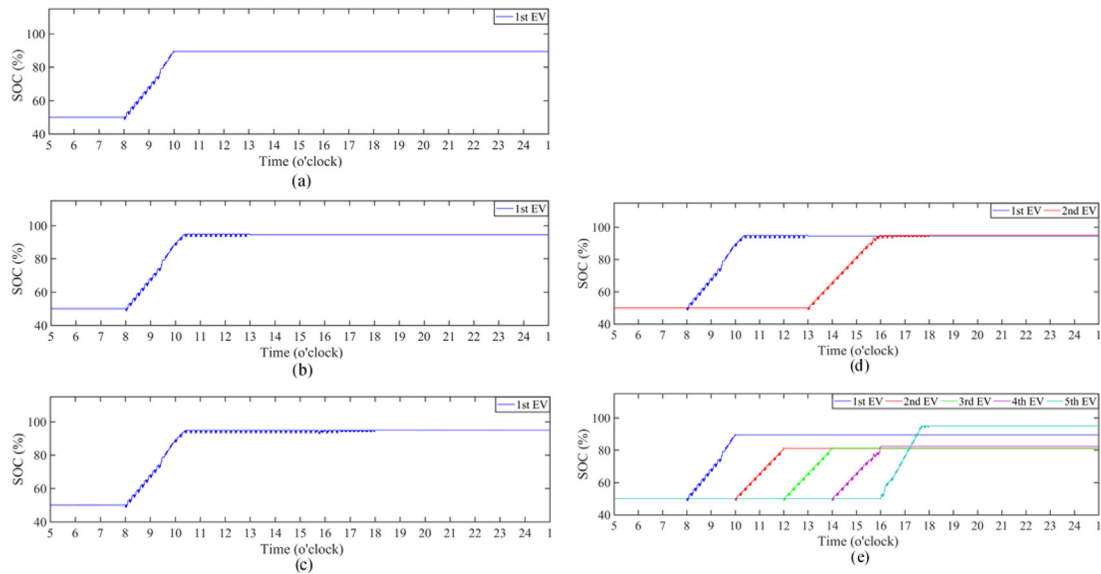 1st EV
SOC (%)
100
80
60
40
5 6 7 8 9 10 11 12 13 14 15 16 17 18 19 20 21 22 23 24 1
Time (o'clock)
(a)
1st EV
SOC (%)
100
80
60
40
5 6 7 8 9 10 11 12 13 14 15 16 17 18 19 20 21 22 23 24 1
Time (o'clock)
(b)
1st EV 2nd EV
SOC (%)
100
80
60
40
5 6 7 8 9 10 11 12 13 14 15 16 17 18 19 20 21 22 23 24 1
Time (o'clock)
(d)
1st EV
SOC (%)
100
80
60
40
5 6 7 8 9 10 11 12 13 14 15 16 17 18 19 20 21 22 23 24 1
Time (o'clock)
(c)
1st EV 2nd EV 3rd EV 4th EV 5th EV
SOC (%)
100
80
60
40
5 6 7 8 9 10 11 12 13 14 15 16 17 18 19 20 21 22 23 24 1
Time (o'clock)
(e)